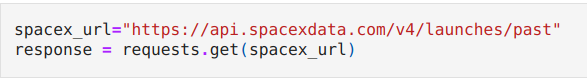 spacex_url="https://api.spacexdata.com/v4/launches/past"
response = requests.get(spacex_url)